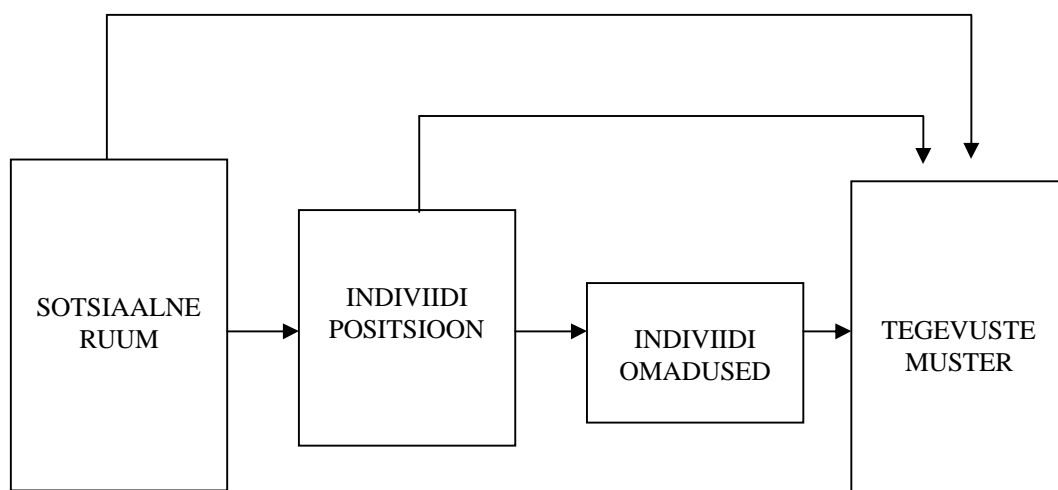 SOTSIAALNE
RUUM
INDIVIIDI
POSITSIOON
INDIVIIDI
OMADUSED
TEGEVUSTE
MUSTER